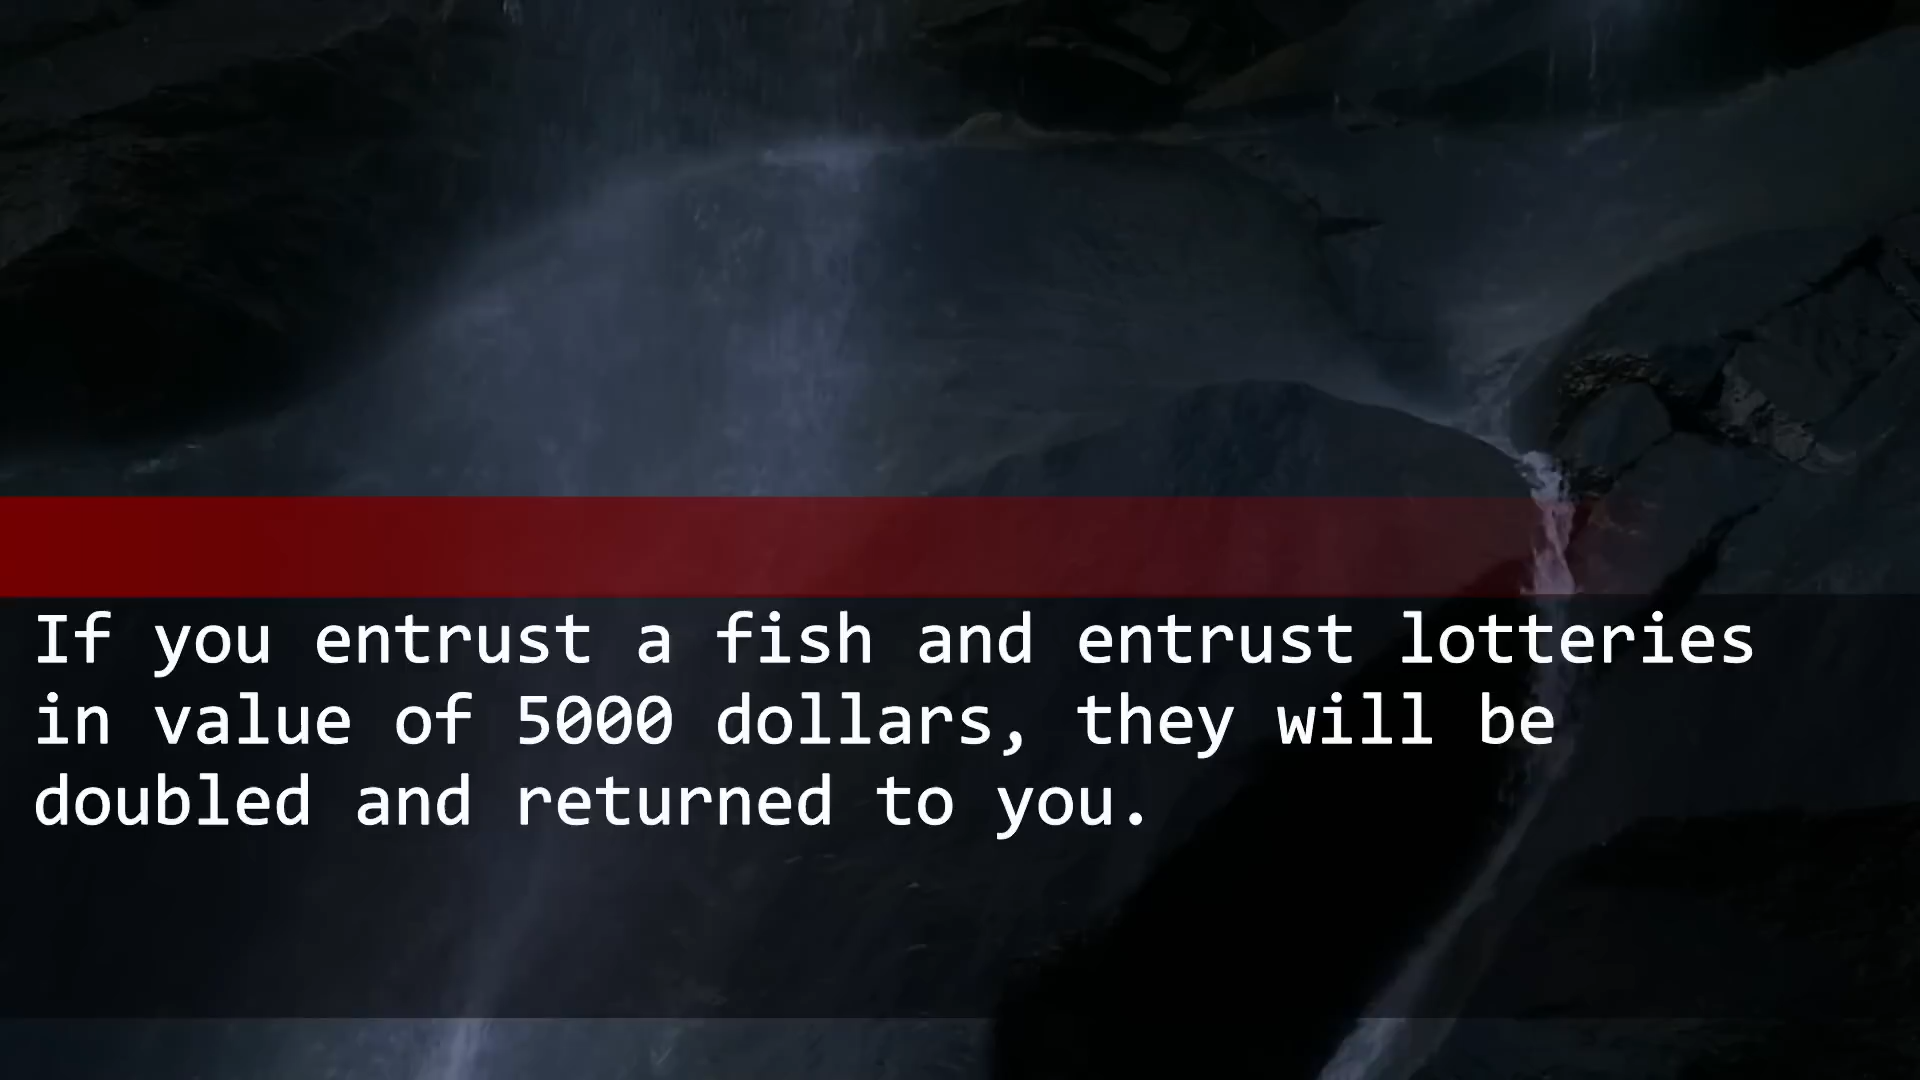 If you entrust a fish and entrust lotteries
in value of 5000 dollars, they will be
doubled and returned to you.